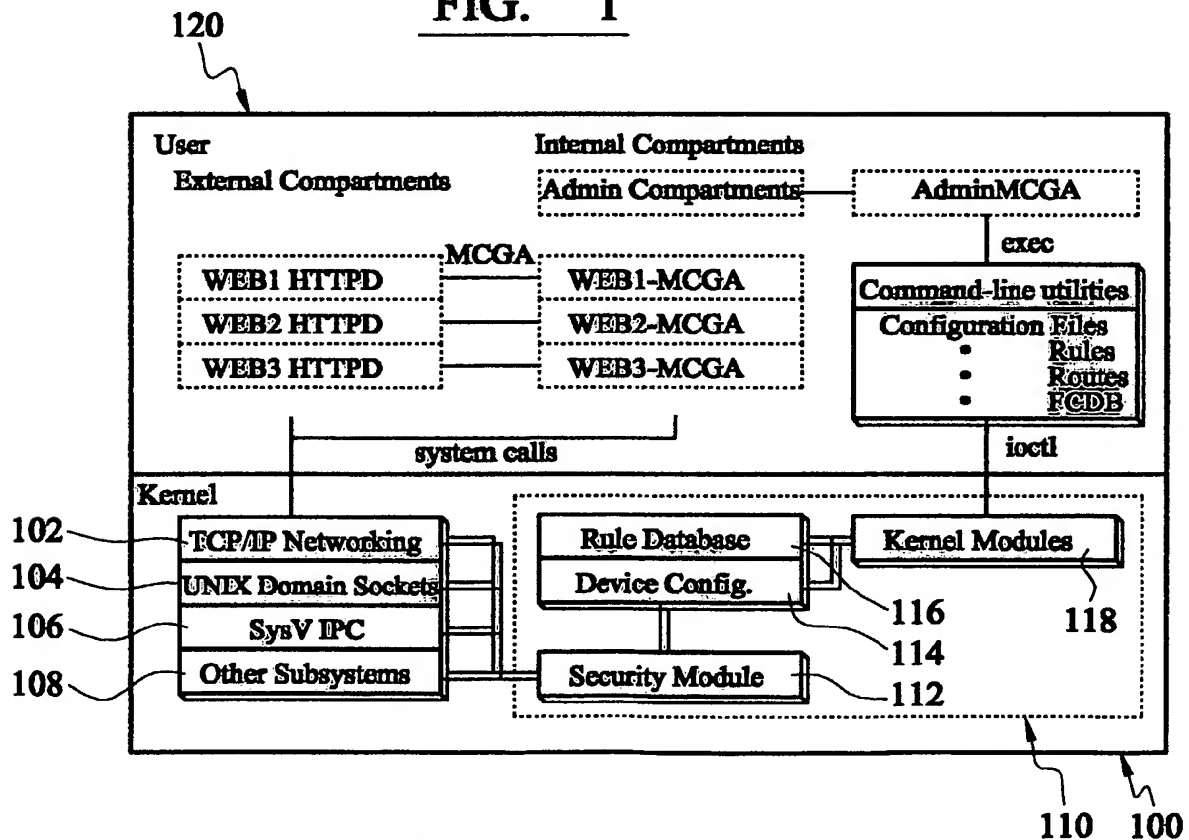 FIG. 1
120
User
External Compartments
Internal Compartments
Admin Compartments
AdminMCGA
exec
MCGA
WEB1 HTTPD
WEB1-MCGA
WEB2 HTTPD
WEB2-MCGA
WEB3 HTTPD
WEB3-MCGA
Command-line utilities
Configuration Files
• Rules
• Routes
• FCDB
system calls
ioctl
Kernel
102
TCP/IP Networking
104
UNIX Domain Sockets
106
SysV IPC
108
Other Subsystems
Rule Database
Device Config.
Security Module
Kernel Modules
116
118
114
112
110
100